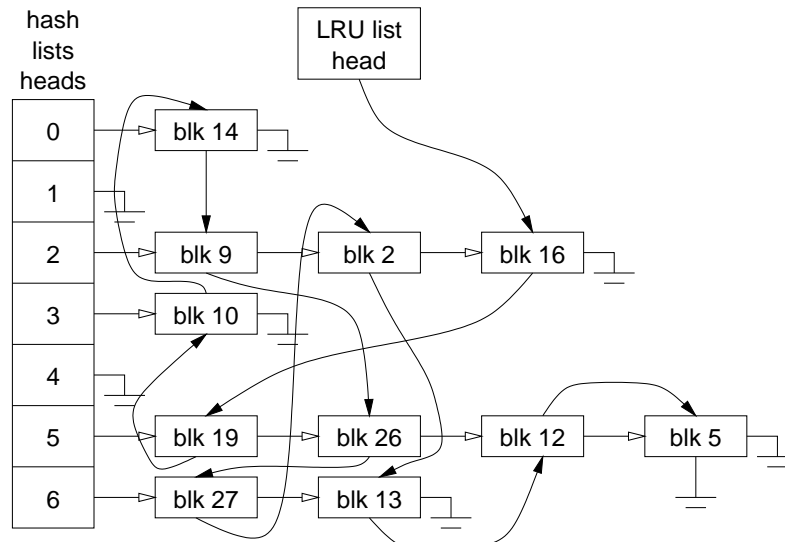 hash
lists
heads
LRU list
head
0
blk 14
1
2
blk 9
blk 2
blk 16
3
blk 10
4
5
blk 19
blk 26
blk 12
blk 5
6
blk 27
blk 13